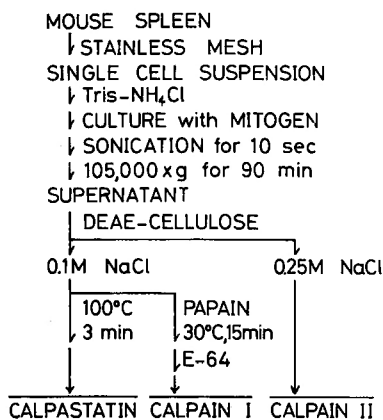 MOUSE SPLEEN
STAINLESS MESH
SINGLE CELL SUSPENSION
Tris-NH₄Cl
CULTURE with MITOGEN
SONICATION for 10 sec
105,000xg for 90 min
SUPERNATANT
DEAE-CELLULOSE
0.1M NaCl 0.25M NaCl
100°C PAPAIN
3 min 30°C, 15min
E-64
CALPASTATIN CALPAIN I CALPAIN II